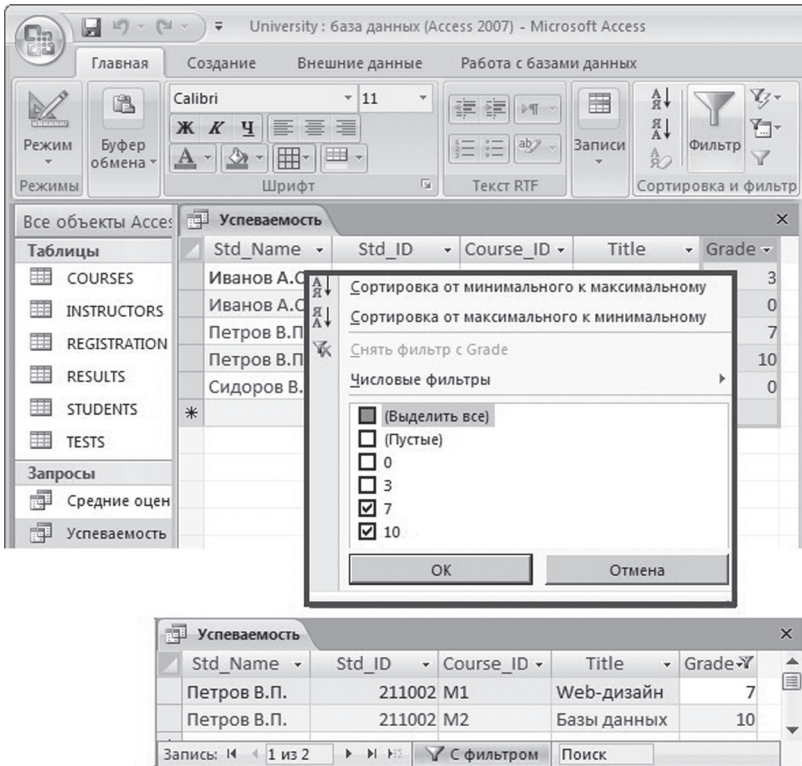 University : база данных (Access 2007) - Microsoft Access
Главная Создание Внешние данные Работа с базами данных
Calibri 11
Ж К Ч
Режим Буфер обмена Записи Фильтр
Режимы Шрифт Текст RTF Сортировка и фильтр
Все объекты Acces Успеваемость
Таблицы Std_Name Std_ID Course_ID Title Grade
COURSES Иванов А.С 3
INSTRUCTORS Иванов А.С 0
REGISTRATION Петров В.П 7
RESULTS Петров В.П 10
STUDENTS Сидоров В. 0
TESTS
Запросы
Средние оцен
Успеваемость
Сортировка от минимального к максимальному
Сортировка от максимального к минимальному
Снять фильтр с Grade
Числовые фильтры
(Выделить все)
(Пустые)
0
3
7
10
ОК Отмена
Успеваемость
Std_Name Std_ID Course_ID Title Grade
Петров В.П. 211002 M1 Web-дизайн 7
Петров В.П. 211002 M2 Базы данных 10
Запись: 1 из 2 С фильтром Поиск